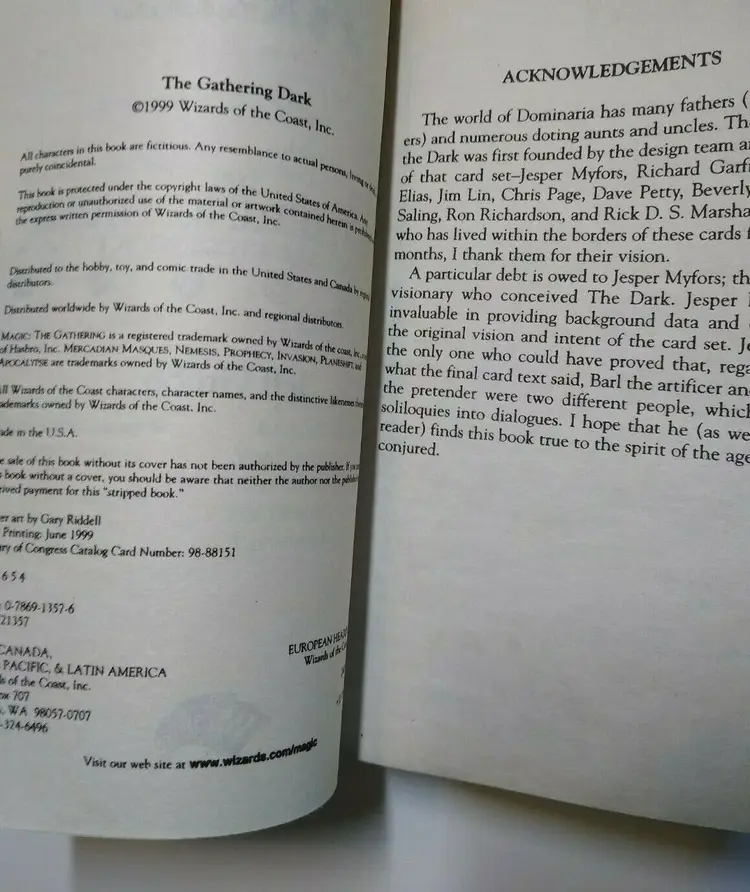 The Gathering Dark
©1999 Wizards of the Coast, Inc.
All characters in this book are fictitious. Any resemblance to actual persons, living or
purely coincidental.
This book is protected under the copyright laws of the United States of America. Any
reproduction or unauthorized use of the material or artwork contained herein is
the express written permission of Wizards of the Coast, Inc.
Distributed to the hobby, toy, and comic trade in the United States and Canada by
distributors.
Distributed worldwide by Wizards of the Coast, Inc. and regional distributors.
MAGIC: THE GATHERING is a registered trademark owned by Wizards of the Coast, Inc.,
of Hasbro, Inc. MERCADIAN MASQUES, NEMESIS, PROPHECY, INVASION, PLANESHIFT, and
APOCALYPSE are trademarks owned by Wizards of the Coast, Inc.
ll Wizards of the Coast characters, character names, and the distinctive likenesses
ademarks owned by Wizards of the Coast, Inc.
ade in the U.S.A.
e sale of this book without its cover has not been authorized by the publisher. If
book without a cover, you should be aware that neither the author nor the
ived payment for this "stripped book."
er art by Gary Riddell
Printing: June 1999
ry of Congress Catalog Card Number: 98-88151
6 5 4
: 0-7869-1357-6
21357
CANADA,
PACIFIC, & LATIN AMERICA
s of the Coast, Inc.
ox 707
, WA 98057-0707
-324-6496
EUROPEAN
Wizards of the
Visit our web site at www.wizards.com/magic
ACKNOWLEDGEMENTS
The world of Dominaria has many fathers (
ers) and numerous doting aunts and uncles. The
the Dark was first founded by the design team a
of that card set–Jesper Myfors, Richard Garf
Elias, Jim Lin, Chris Page, Dave Petty, Beverly
Saling, Ron Richardson, and Rick D. S. Marsha
who has lived within the borders of these cards f
months, I thank them for their vision.
A particular debt is owed to Jesper Myfors; th
visionary who conceived The Dark. Jesper
invaluable in providing background data and
the original vision and intent of the card set. Je
the only one who could have proved that, rega
what the final card text said, Barl the artificer an
the pretender were two different people, which
soliloquies into dialogues. I hope that he (as we
reader) finds this book true to the spirit of the age
conjured.